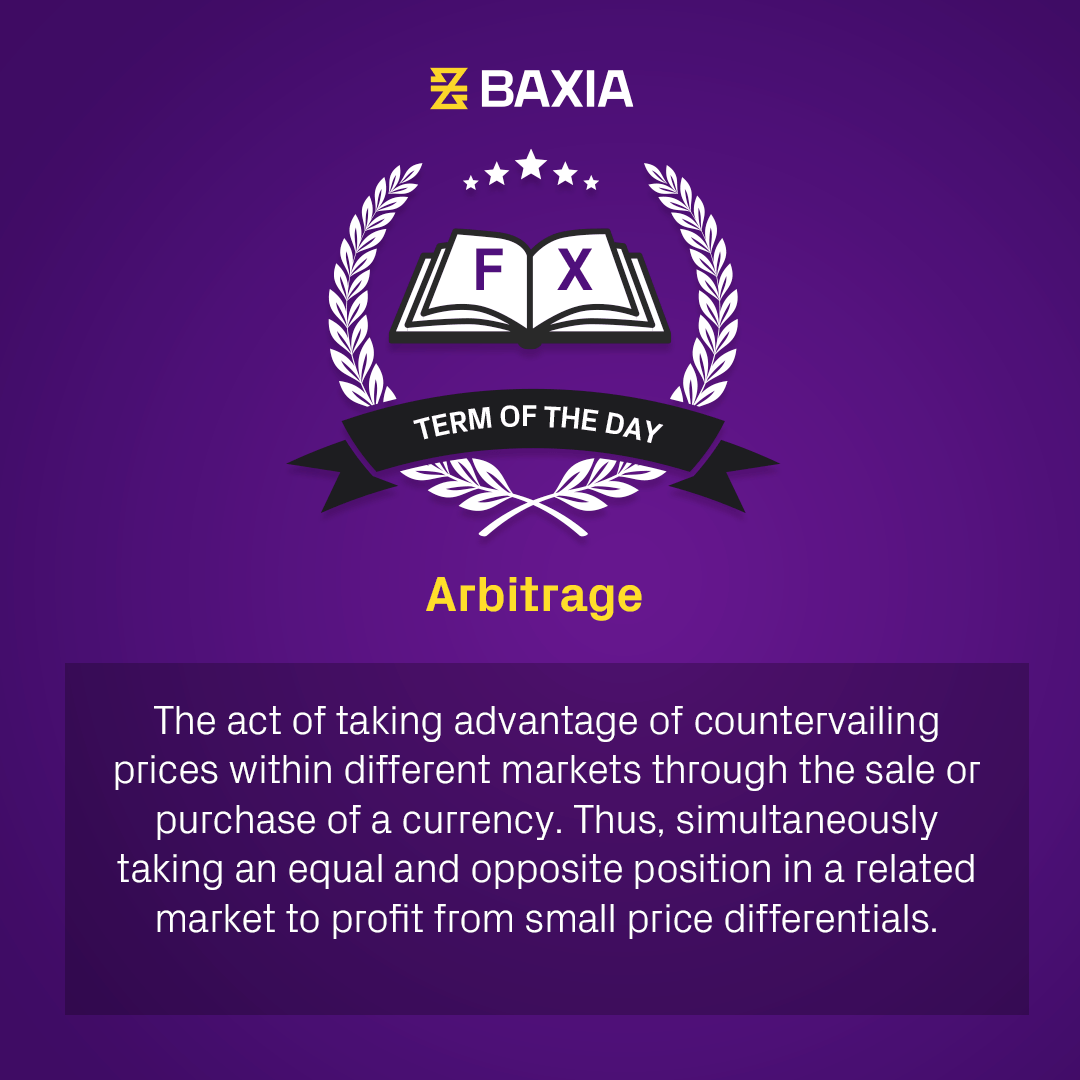 BAXIA
F X
TERM OF THE DAY
Arbitrage
The act of taking advantage of countervailing
prices within different markets through the sale or
purchase of a currency. Thus, simultaneously
taking an equal and opposite position in a related
market to profit from small price differentials.